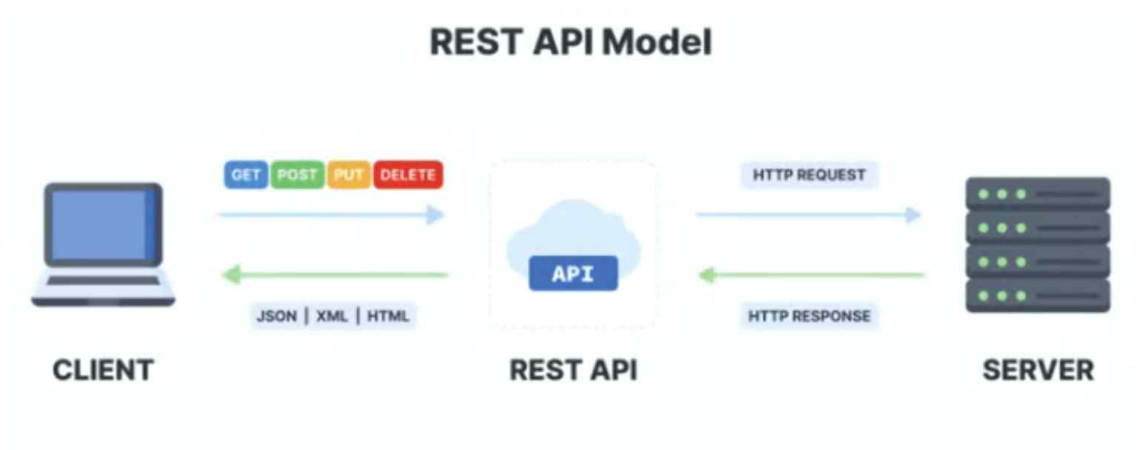 REST API Model
GET POST PUT DELETE
HTTP REQUEST
API
JSON | XML | HTML
HTTP RESPONSE
CLIENT
REST API
SERVER